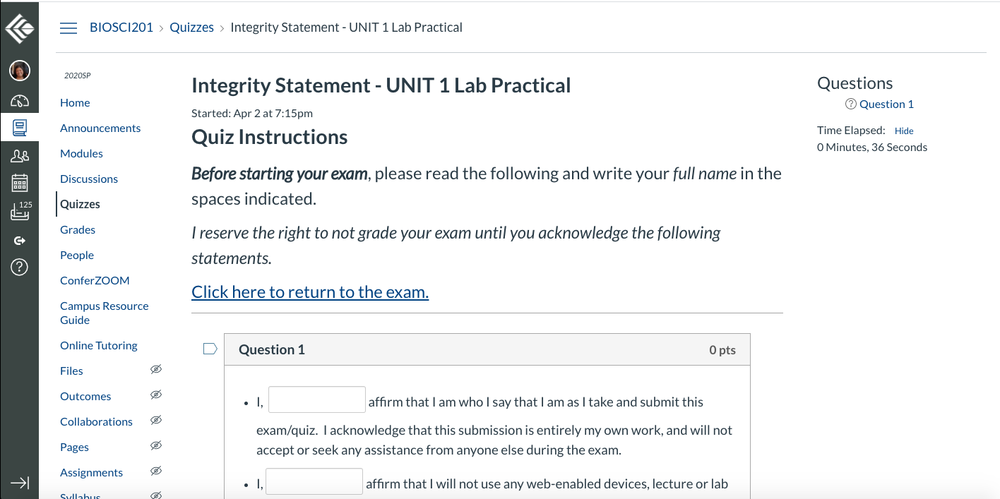 BIOSCI201 > Quizzes > Integrity Statement - UNIT 1 Lab Practical
125
2020SP
Home
Announcements
Modules
Discussions
Quizzes
Grades
People
ConferZOOM
Campus Resource
Guide
Online Tutoring
Files
Outcomes
Collaborations
Pages
Assignments
Syllabus
Integrity Statement - UNIT 1 Lab Practical
Started: Apr 2 at 7:15pm
Quiz Instructions
Before starting your exam, please read the following and write your full name in the
spaces indicated.
I reserve the right to not grade your exam until you acknowledge the following
statements.
Click here to return to the exam.
Question 1 0 pts
• I, affirm that I am who I say that I am as I take and submit this
exam/quiz. I acknowledge that this submission is entirely my own work, and will not
accept or seek any assistance from anyone else during the exam.
• I, affirm that I will not use any web-enabled devices, lecture or lab
Questions
? Question 1
Time Elapsed: Hide
0 Minutes, 36 Seconds